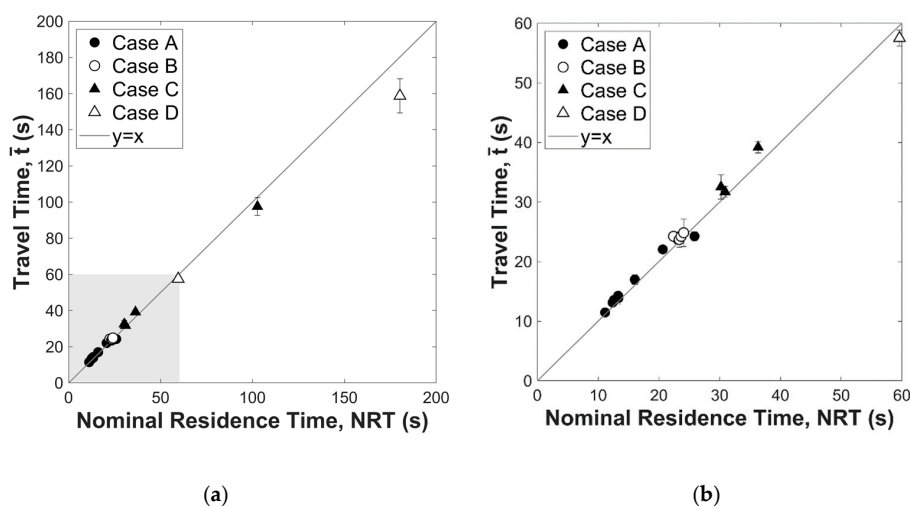 200
180
160
140
120
100
80
60
40
20
0
Travel Time, t̄ (s)
Case A
Case B
Case C
Case D
y=x
0 50 100 150 200
Nominal Residence Time, NRT (s)
(a)
60
50
40
30
20
10
0
Travel Time, t̄ (s)
Case A
Case B
Case C
Case D
y=x
0 10 20 30 40 50 60
Nominal Residence Time, NRT (s)
(b)